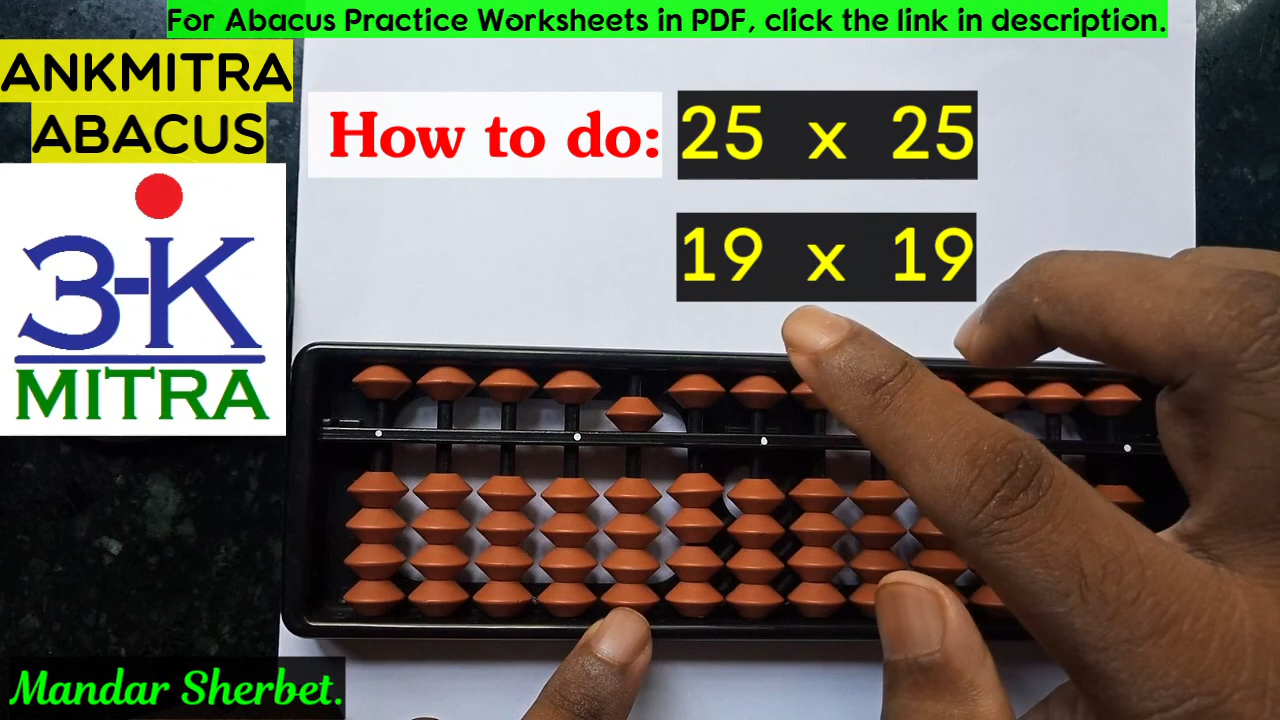 For Abacus Practice Worksheets in PDF, click the link in description.
ANKMITRA
ABACUS
How to do: 25 x 25
19 x 19
3-K
MITRA
Mandar Sherbet.